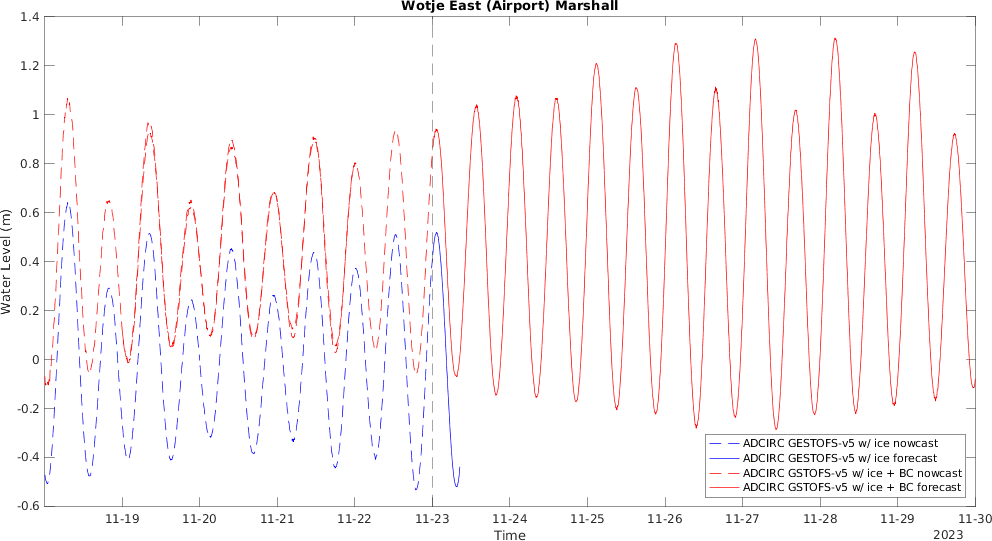 Wotje East (Airport) Marshall
Water Level (m)
1.4
1.2
1
0.8
0.6
0.4
0.2
0
-0.2
-0.4
-0.6
ADCIRC GESTOFS-v5 w/ ice nowcast
ADCIRC GESTOFS-v5 w/ ice forecast
ADCIRC GSTOFS-v5 w/ ice + BC nowcast
ADCIRC GSTOFS-v5 w/ ice + BC forecast
11-19 11-20 11-21 11-22 11-23 11-24 11-25 11-26 11-27 11-28 11-29 11-30
Time
2023